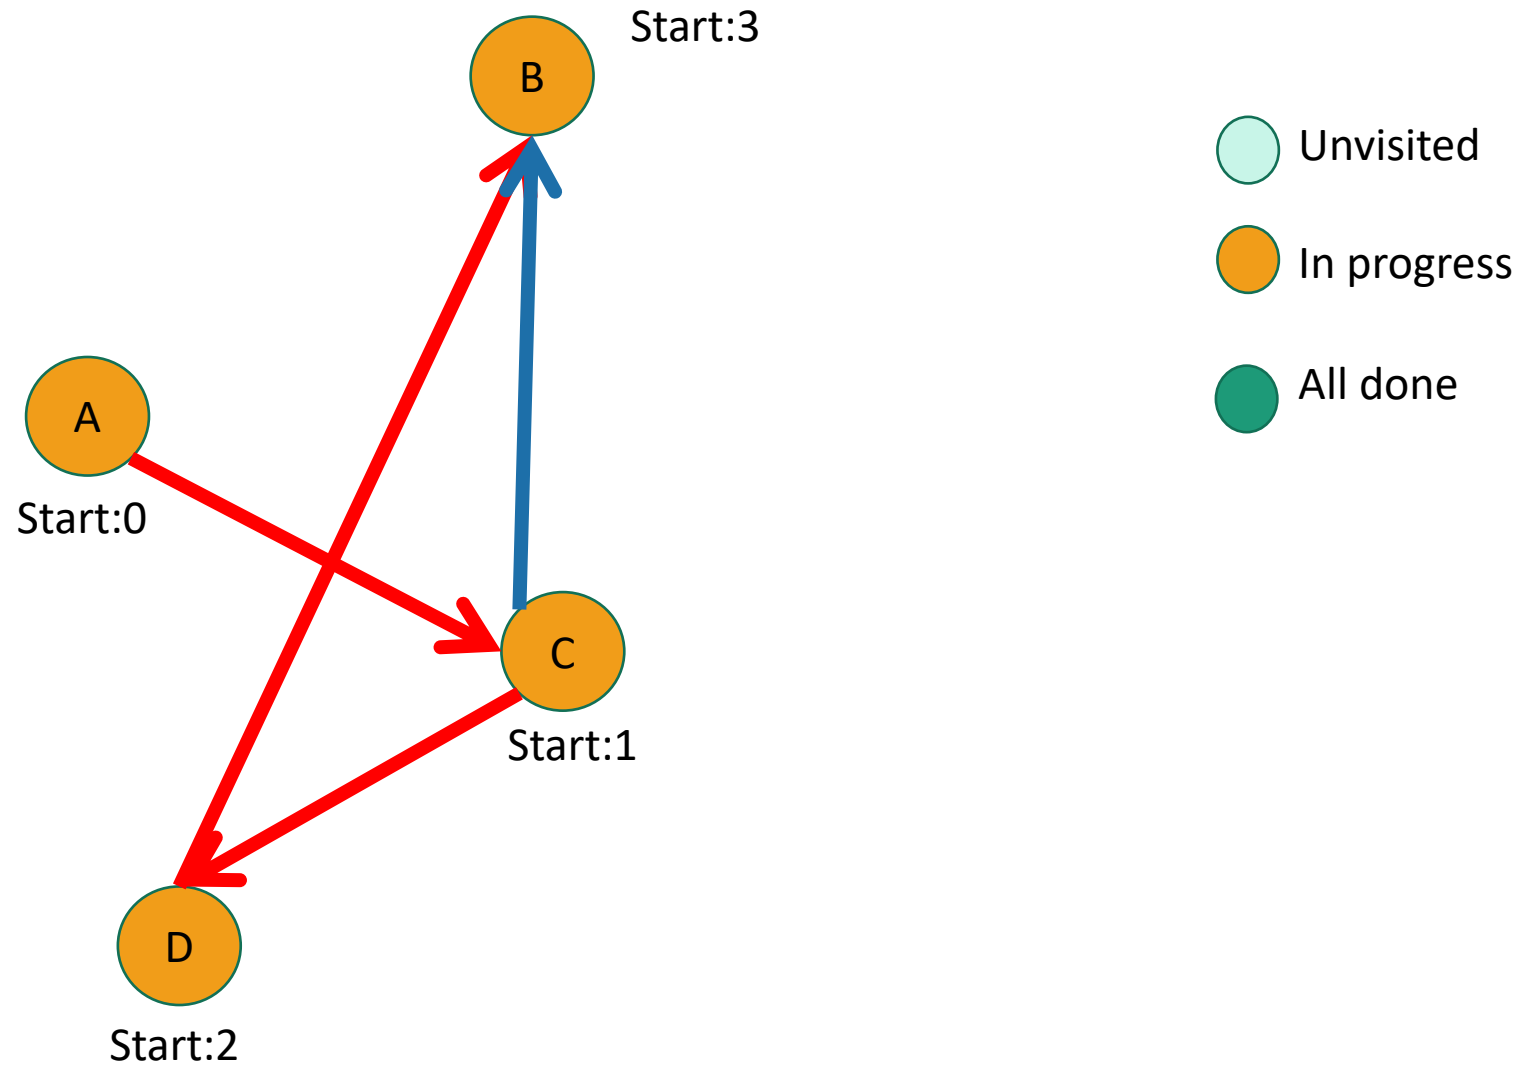 Start:3
B
Unvisited
In progress
All done
A
Start:0
C
Start:1
D
Start:2